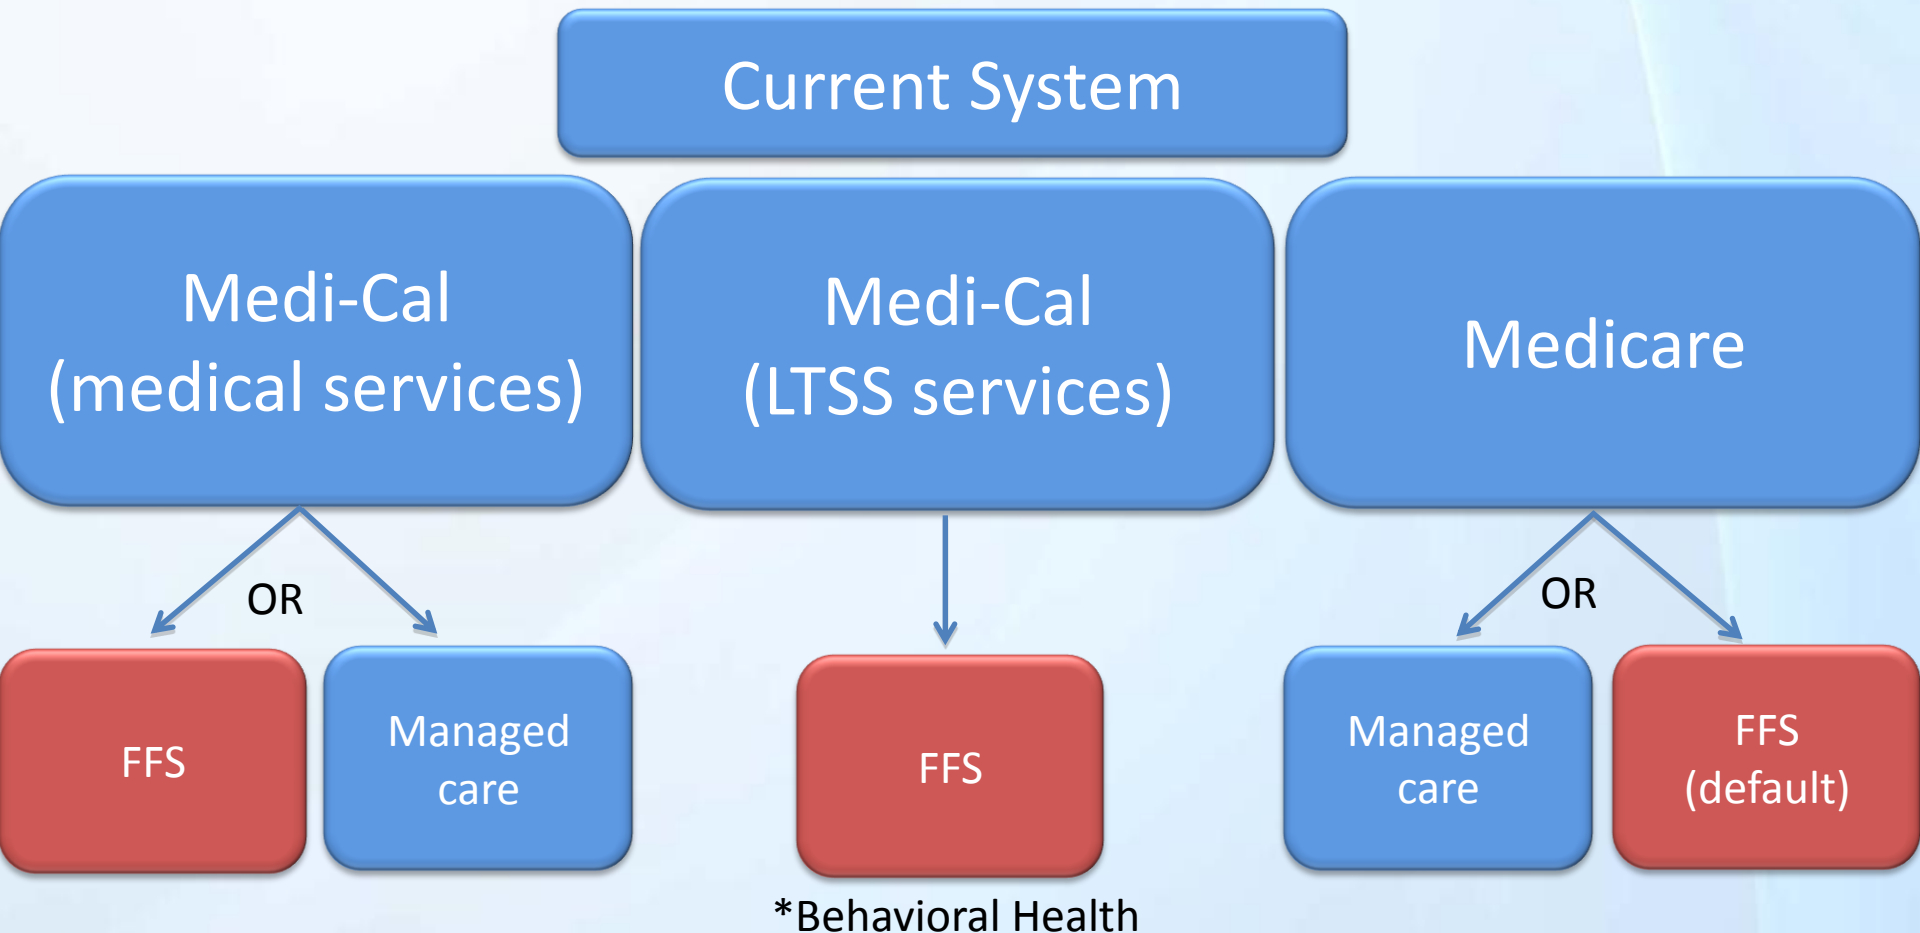 Current System
Medi-Cal
(medical services)
Medi-Cal
(LTSS services)
Medicare
OR
OR
FFS
Managed
care
FFS
Managed
care
FFS
(default)
*Behavioral Health